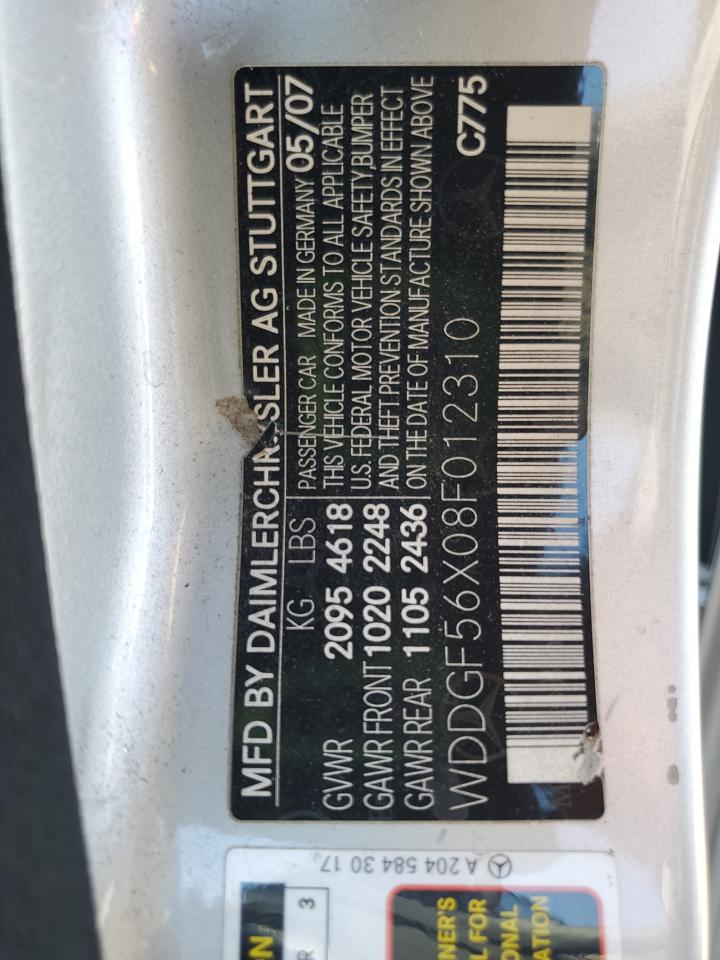 MFD BY DAIMLERCHRYSLER AG STUTTGART
KG LBS PASSENGER CAR MADE IN GERMANY 05/07
GVWR 2095 4618 THIS VEHICLE CONFORMS TO ALL APPLICABLE
GAWR FRONT 1020 2248 U.S. FEDERAL MOTOR VEHICLE SAFETY, BUMPER
AND THEFT PREVENTION STANDARDS IN EFFECT
GAWR REAR 1105 2436 ON THE DATE OF MANUFACTURE SHOWN ABOVE
WDDGF56X08F012310 C775
A 204 584 30 17
3